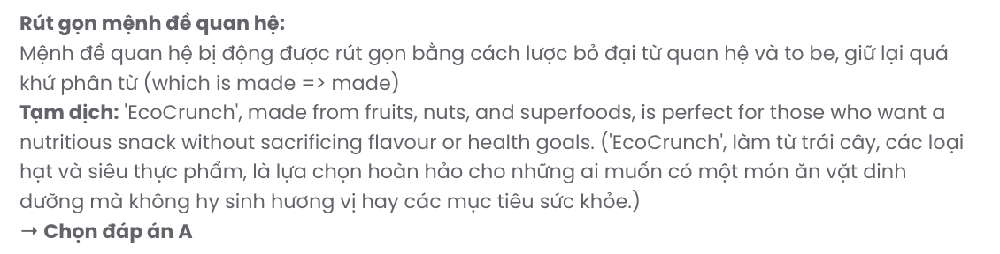 Rút gọn mệnh đề quan hệ:
Mệnh đề quan hệ bị động được rút gọn bằng cách lược bỏ đại từ quan hệ và to be, giữ lại quá
khứ phân từ (which is made => made)
Tạm dịch: 'EcoCrunch', made from fruits, nuts, and superfoods, is perfect for those who want a
nutritious snack without sacrificing flavour or health goals. ('EcoCrunch', làm từ trái cây, các loại
hạt và siêu thực phẩm, là lựa chọn hoàn hảo cho những ai muốn có một món ăn vặt dinh
dưỡng mà không hy sinh hương vị hay các mục tiêu sức khỏe.)
→ Chọn đáp án A